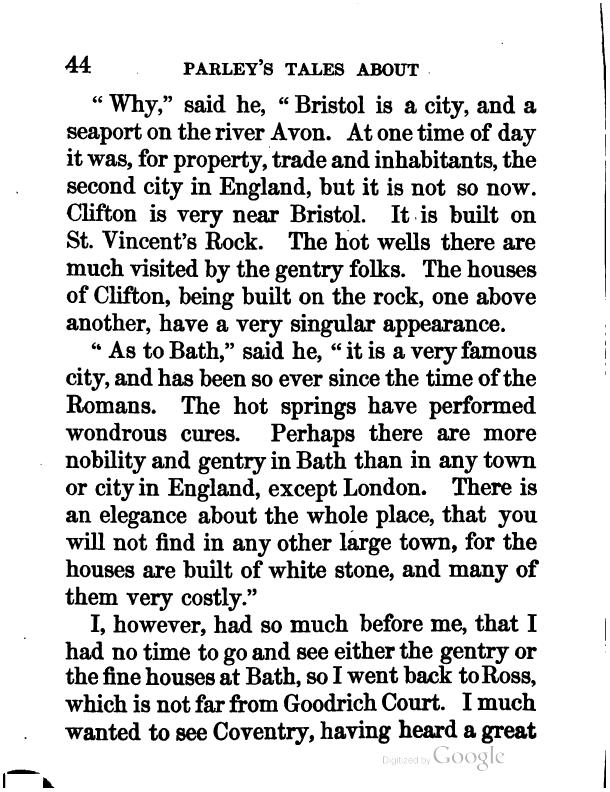 44 PARLEY'S TALES ABOUT
“ Why,” said he, “ Bristol is a city, and a
seaport on the river Avon. At one time of day
it was, for property, trade and inhabitants, the
second city in England, but it is not so now.
Clifton is very near Bristol. It is built on
St. Vincent's Rock. The hot wells there are
much visited by the gentry folks. The houses
of Clifton, being built on the rock, one above
another, have a very singular appearance.
“ As to Bath,” said he, “ it is a very famous
city, and has been so ever since the time of the
Romans. The hot springs have performed
wondrous cures. Perhaps there are more
nobility and gentry in Bath than in any town
or city in England, except London. There is
an elegance about the whole place, that you
will not find in any other large town, for the
houses are built of white stone, and many of
them very costly.”
I, however, had so much before me, that I
had no time to go and see either the gentry or
the fine houses at Bath, so I went back to Ross,
which is not far from Goodrich Court. I much
wanted to see Coventry, having heard a great
Digitized by Google